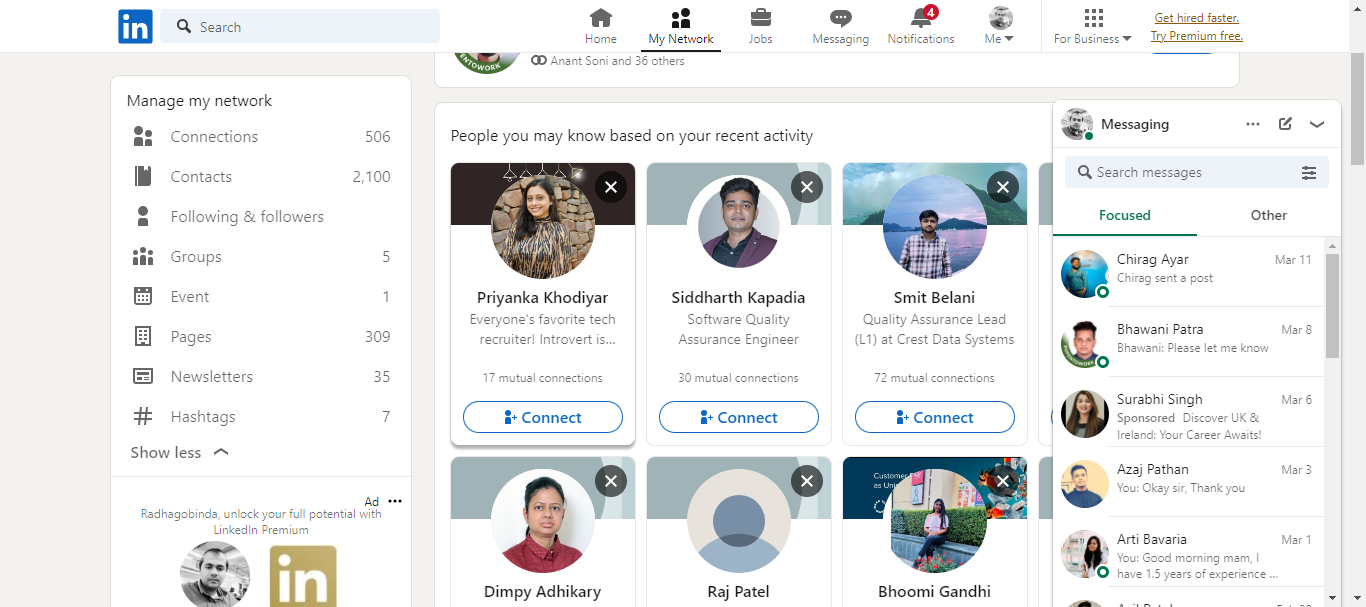 in
Search
Home
My Network
Jobs
Messaging
4
Notifications
Me
For Business
Get hired faster.
Try Premium free.
Anant Soni and 36 others
Manage my network
Connections 506
Contacts 2,100
Following & followers
Groups 5
Event 1
Pages 309
Newsletters 35
Hashtags 7
Show less
Ad
Radhagobinda, unlock your full potential with
LinkedIn Premium
in
People you may know based on your recent activity
Priyanka Khodiyar
Everyone's favorite tech
recruiter! Introvert is...
17 mutual connections
Connect
Siddharth Kapadia
Software Quality
Assurance Engineer
30 mutual connections
Connect
Smit Belani
Quality Assurance Lead
(L1) at Crest Data Systems
72 mutual connections
Connect
Dimpy Adhikary
Raj Patel
Customer
as Uni
Bhoomi Gandhi
Messaging
Search messages
Focused
Other
Chirag Ayar Mar 11
Chirag sent a post
Bhawani Patra Mar 8
Bhawani: Please let me know
Surabhi Singh Mar 6
Sponsored Discover UK &
Ireland: Your Career Awaits!
Azaj Pathan Mar 3
You: Okay sir, Thank you
Arti Bavaria Mar 1
You: Good morning mam, I
have 1.5 years of experience ...